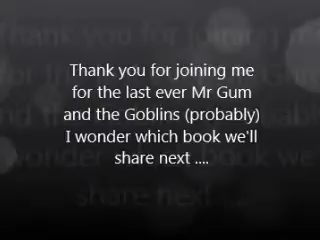 Thank you for joining me
for the last ever Mr Gum
and the Goblins (probably)
I wonder which book we'll
share next ....